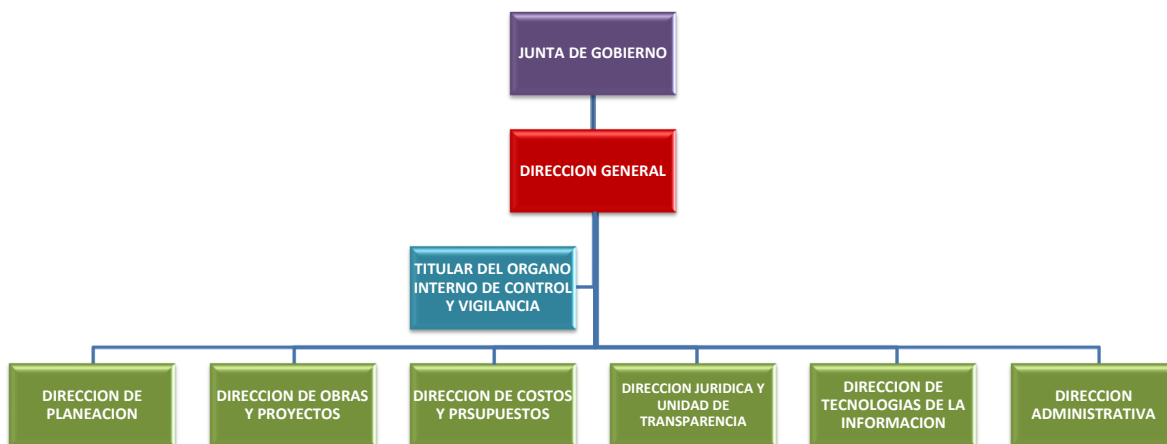 JUNTA DE GOBIERNO
DIRECCION GENERAL
TITULAR DEL ORGANO
INTERNO DE CONTROL
Y VIGILANCIA
DIRECCION DE
PLANEACION
DIRECCION DE OBRAS
Y PROYECTOS
DIRECCION DE COSTOS
Y PRSUPUESTOS
DIRECCION JURIDICA Y
UNIDAD DE
TRANSPARENCIA
DIRECCION DE
TECNOLOGIAS DE LA
INFORMACION
DIRECCION
ADMINISTRATIVA